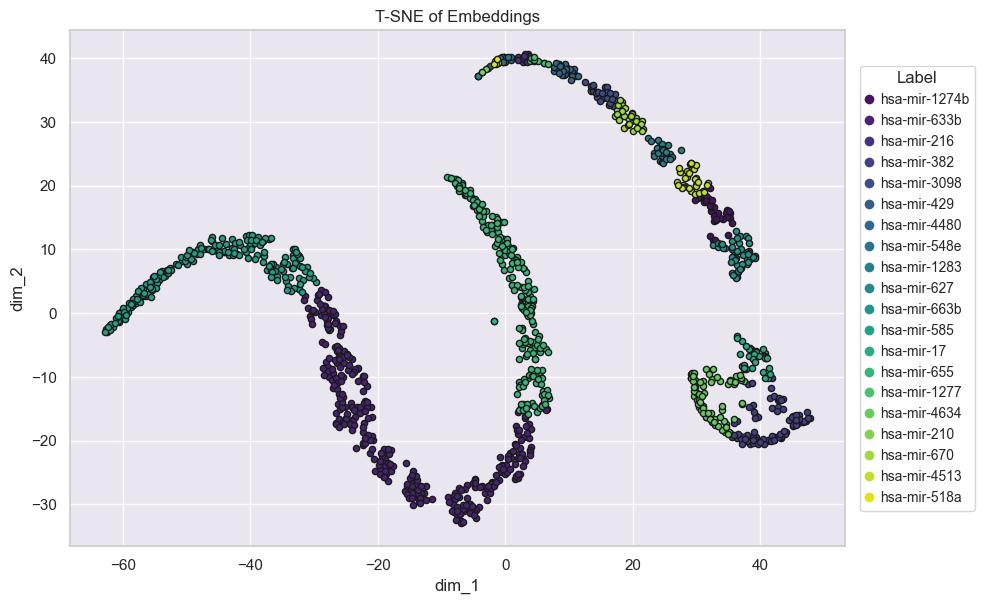 T-SNE of Embeddings
dim_2
40
30
20
10
0
−10
−20
−30
−60
−40
−20
0
20
40
dim_1
Label
hsa-mir-1274b
hsa-mir-633b
hsa-mir-216
hsa-mir-382
hsa-mir-3098
hsa-mir-429
hsa-mir-4480
hsa-mir-548e
hsa-mir-1283
hsa-mir-627
hsa-mir-663b
hsa-mir-585
hsa-mir-17
hsa-mir-655
hsa-mir-1277
hsa-mir-4634
hsa-mir-210
hsa-mir-670
hsa-mir-4513
hsa-mir-518a